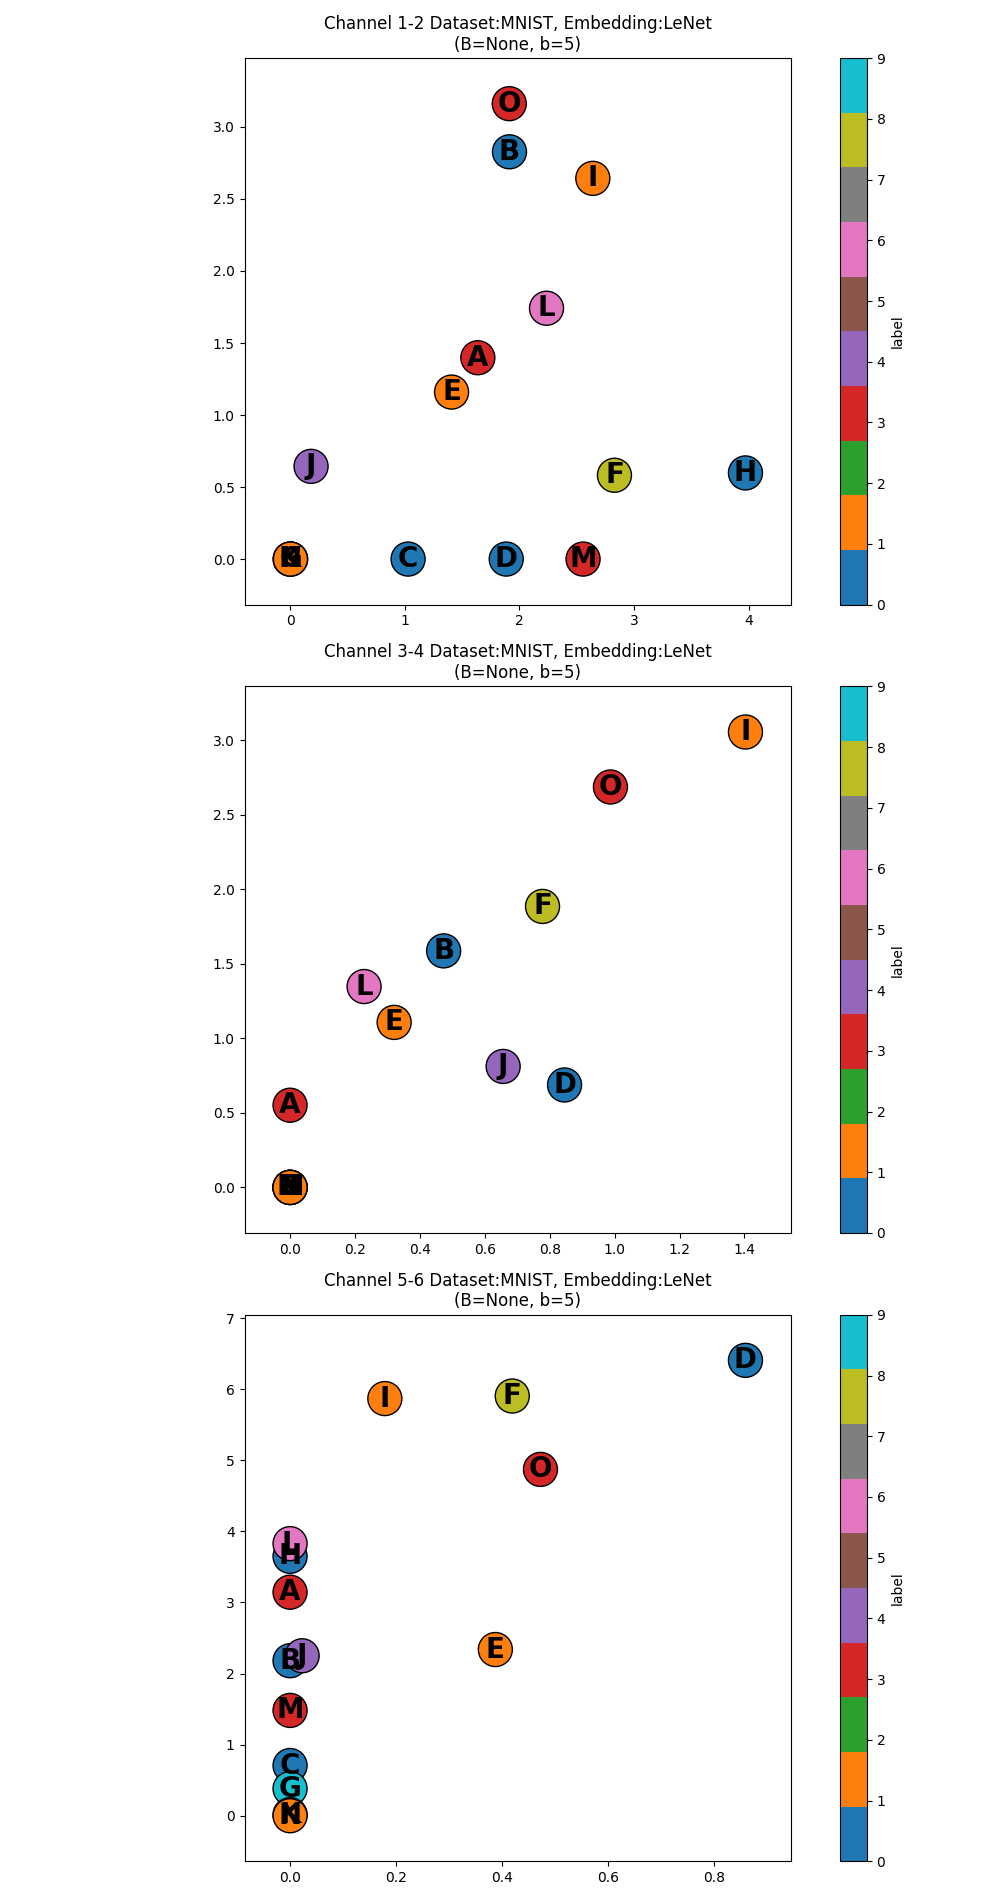 Channel 1-2 Dataset:MNIST, Embedding:LeNet
(B=None, b=5)
O
B
I
L
A
E
J
F
H
C
D
M
3.0
2.5
2.0
1.5
1.0
0.5
0.0
0 1 2 3 4
9
8
7
6
5
4
3
2
1
0
label
Channel 3-4 Dataset:MNIST, Embedding:LeNet
(B=None, b=5)
I
O
F
B
L
E
J
D
A
3.0
2.5
2.0
1.5
1.0
0.5
0.0
0.0 0.2 0.4 0.6 0.8 1.0 1.2 1.4
9
8
7
6
5
4
3
2
1
0
label
Channel 5-6 Dataset:MNIST, Embedding:LeNet
(B=None, b=5)
D
I
F
O
L
H
A
E
B
J
M
C
G
7
6
5
4
3
2
1
0
0.0 0.2 0.4 0.6 0.8
9
8
7
6
5
4
3
2
1
0
label